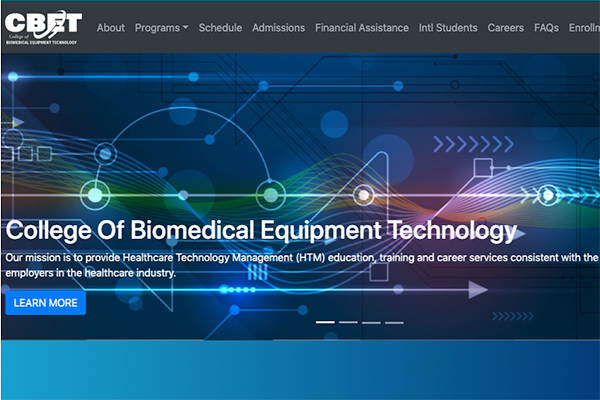 CBET
College of
BIOMEDICAL EQUIPMENT TECHNOLOGY
About Programs Schedule Admissions Financial Assistance Intl Students Careers FAQs Enrollm
College Of Biomedical Equipment Technology
Our mission is to provide Healthcare Technology Management (HTM) education, training and career services consistent with the
employers in the healthcare industry.
LEARN MORE